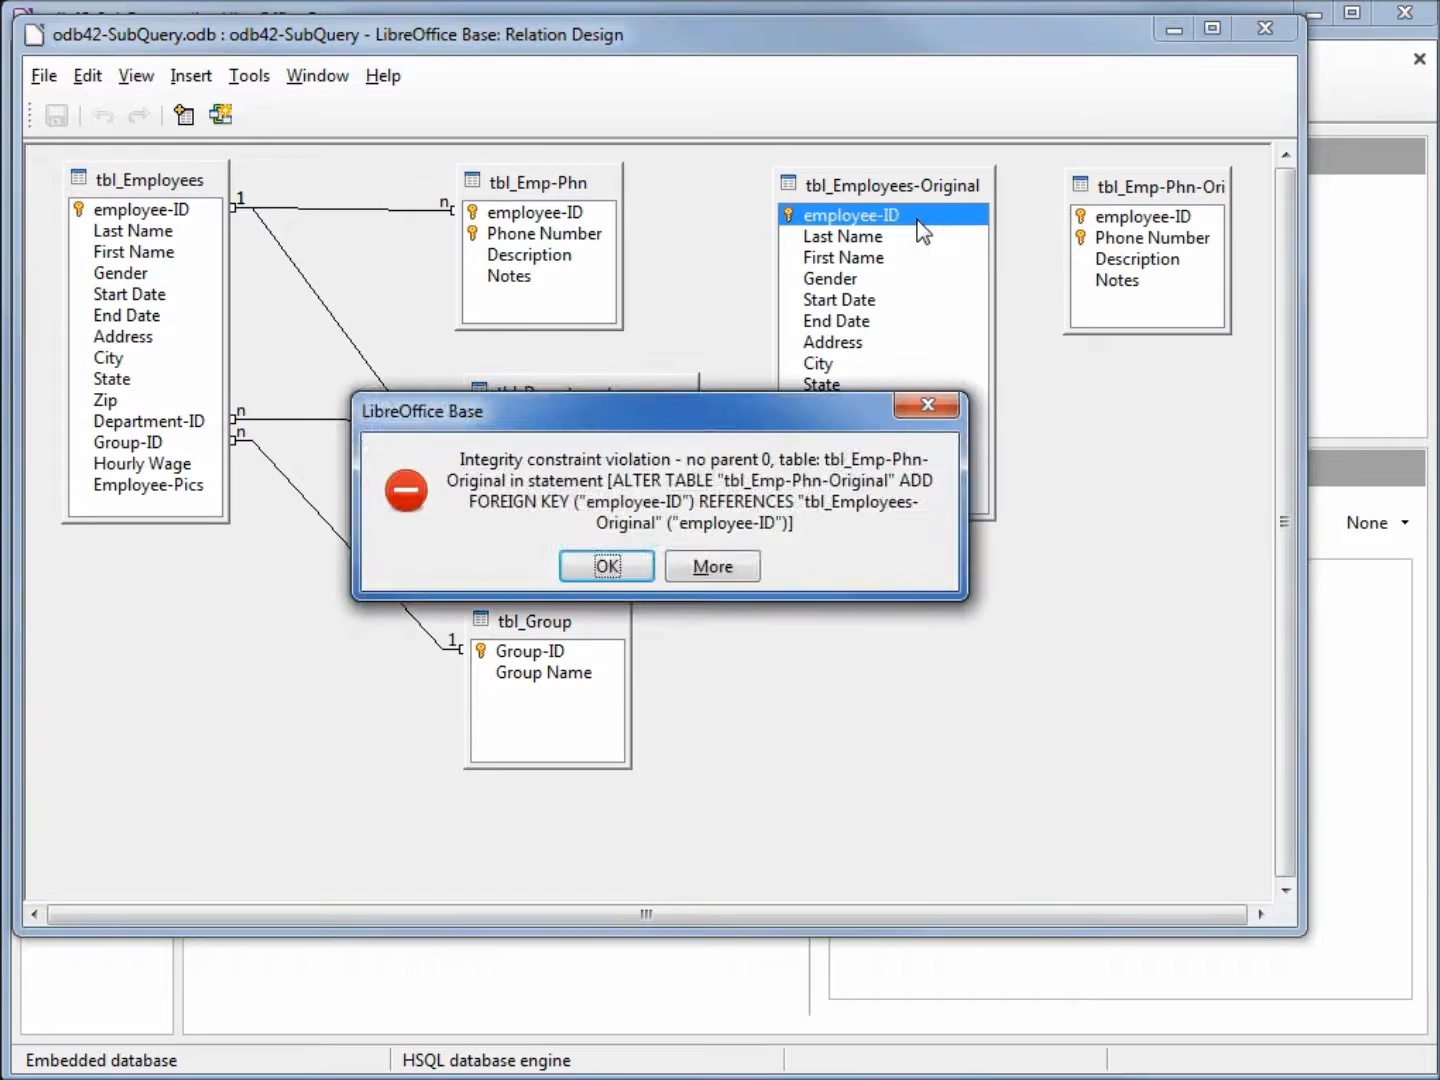 odb42-SubQuery.odb : odb42-SubQuery - LibreOffice Base: Relation Design
File Edit View Insert Tools Window Help
tbl_Employees
employee-ID
Last Name
First Name
Gender
Start Date
End Date
Address
City
State
Zip
Department-ID
Group-ID
Hourly Wage
Employee-Pics
1
n
n
n
tbl_Emp-Phn
employee-ID
Phone Number
Description
Notes
tbl_Employees-Original
employee-ID
Last Name
First Name
Gender
Start Date
End Date
Address
City
State
tbl_Emp-Phn-Ori
employee-ID
Phone Number
Description
Notes
LibreOffice Base
Integrity constraint violation - no parent 0, table: tbl_Emp-Phn-
Original in statement [ALTER TABLE "tbl_Emp-Phn-Original" ADD
FOREIGN KEY ("employee-ID") REFERENCES "tbl_Employees-
Original" ("employee-ID")]
OK
More
None
1
tbl_Group
Group-ID
Group Name
Embedded database
HSQL database engine